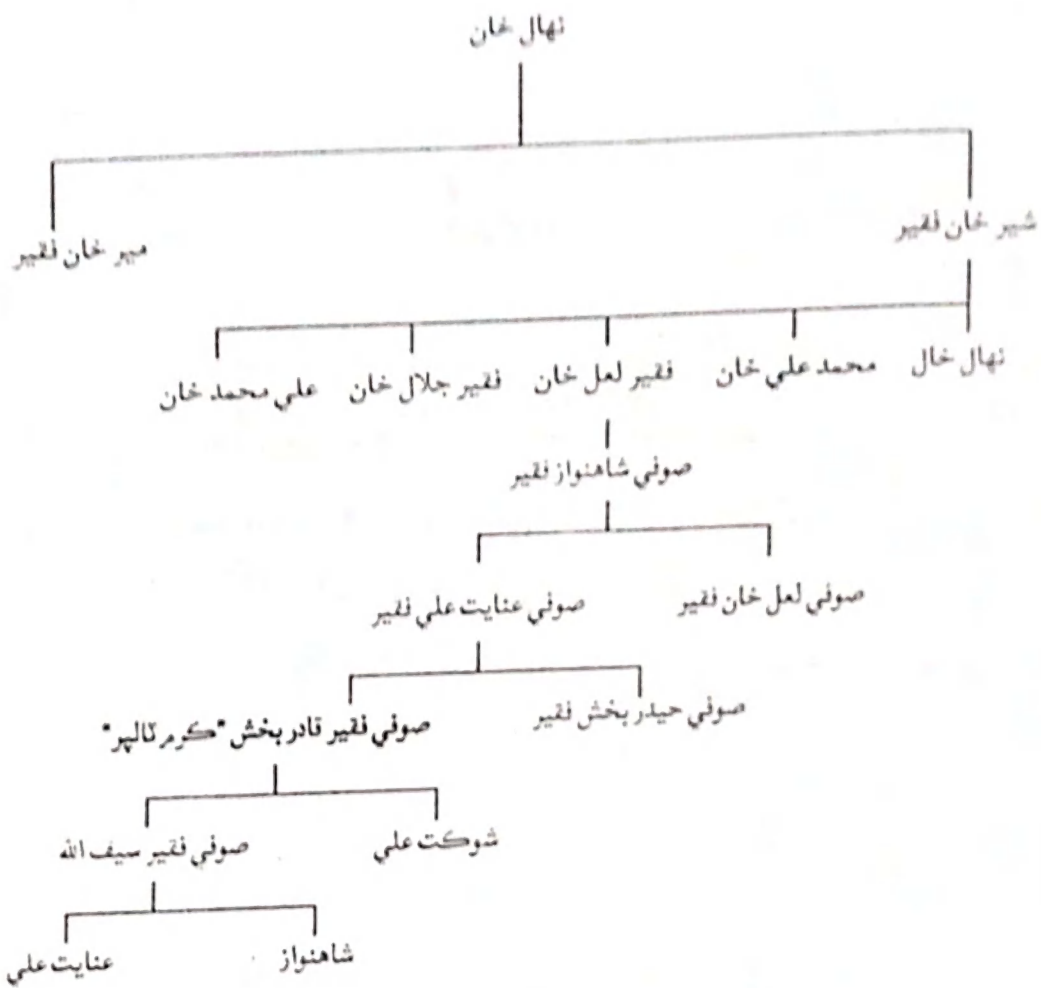 نهال خان
شير خان فقير
مير خان فقير
نهال خال
محمد علي خان
فقير لعل خان
فقير جلال خان
علي محمد خان
صوفي شاهنواز فقير
صوفي لعل خان فقير
صوفي عنايت علي فقير
صوفي حيدر بخش فقير
صوفي فقير قادر بخش "ڪرم ٽالپر"
شوڪت علي
صوفي فقير سيف الله
شاهنواز
عنايت علي